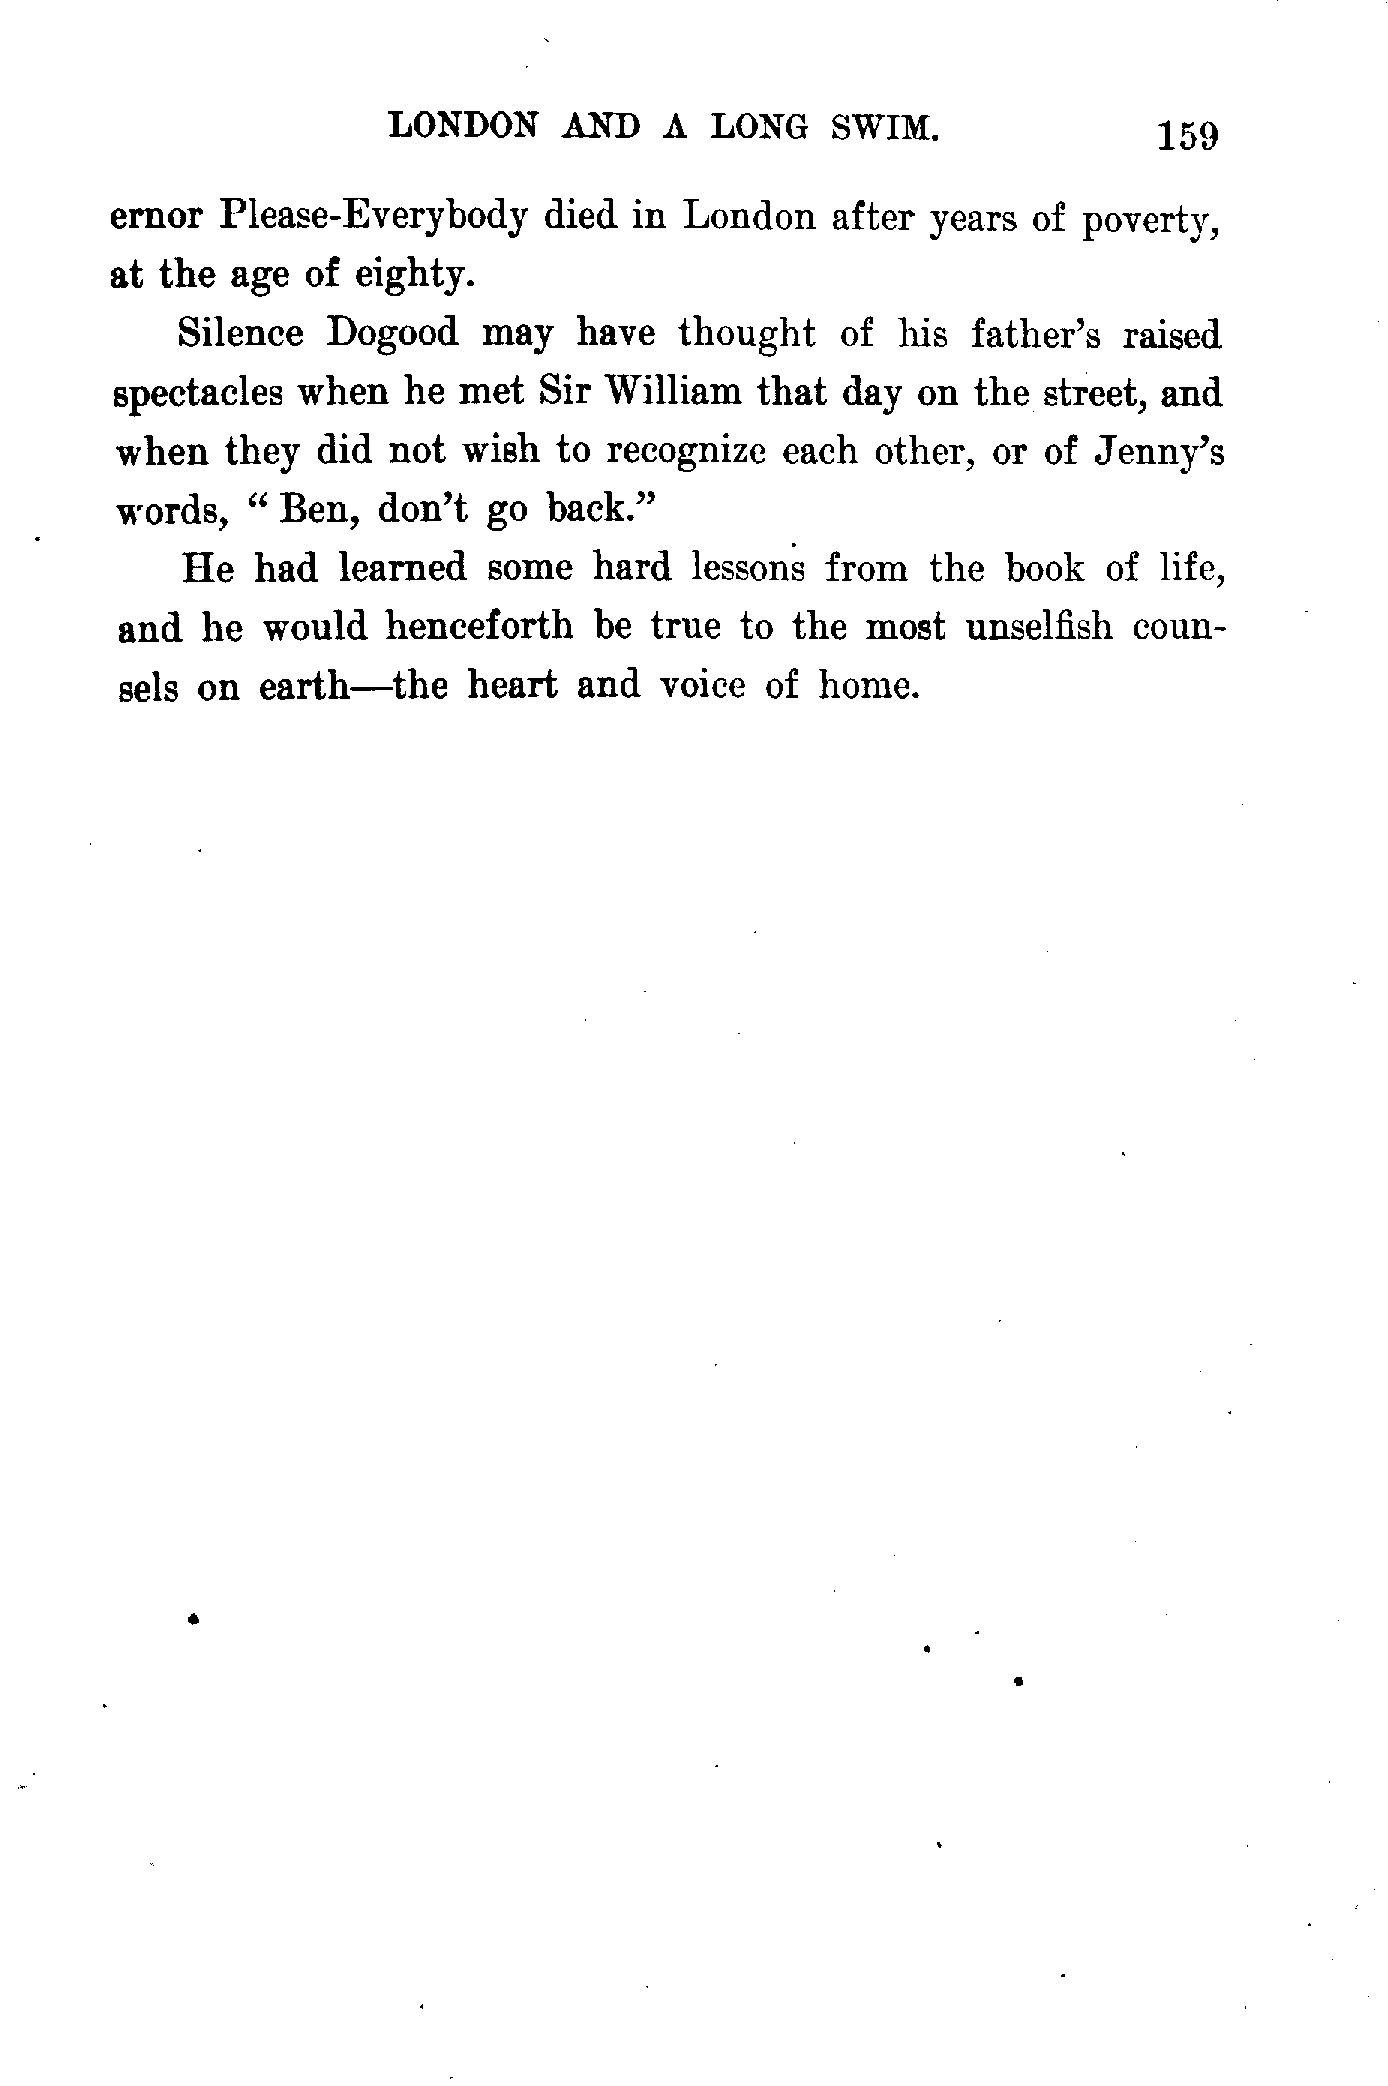 LONDON AND A LONG SWIM. 159
ernor Please-Everybody died in London after years of poverty,
at the age of eighty.
Silence Dogood may have thought of his father's raised
spectacles when he met Sir William that day on the street, and
when they did not wish to recognize each other, or of Jenny's
words, “ Ben, don't go back.”
He had learned some hard lessons from the book of life,
and he would henceforth be true to the most unselfish coun-
sels on earth—the heart and voice of home.